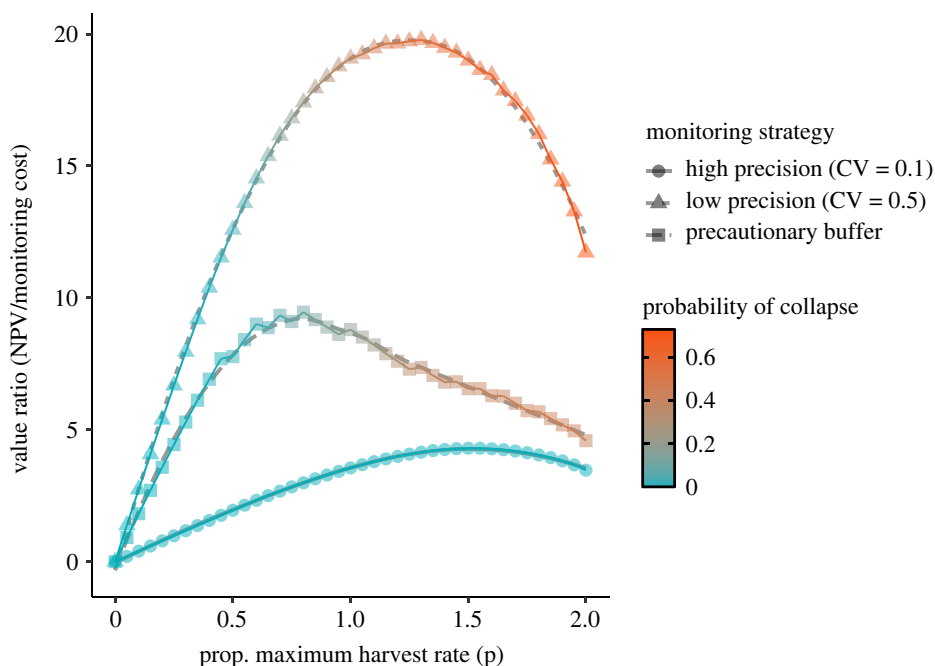 value ratio (NPV/monitoring cost)
20
15
10
5
0
0
0.5
1.0
1.5
2.0
prop. maximum harvest rate (p)
monitoring strategy
high precision (CV = 0.1)
low precision (CV = 0.5)
precautionary buffer
probability of collapse
0.6
0.4
0.2
0